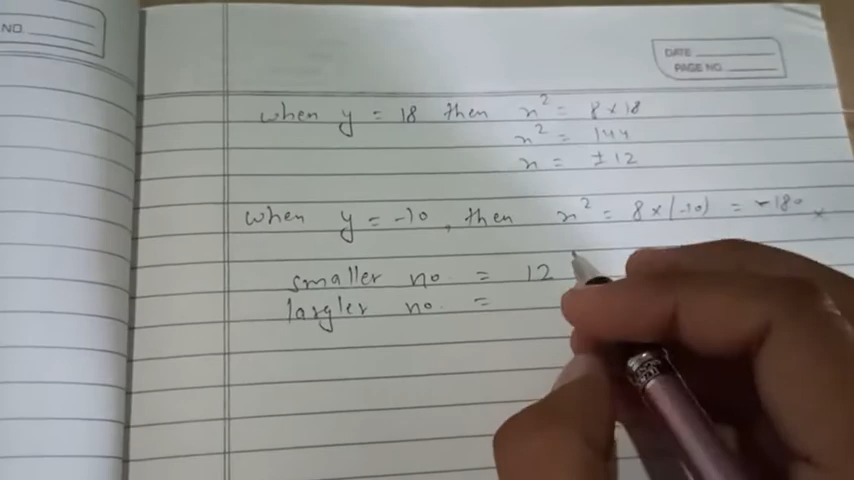 NO.
DATE
PAGE NO.
when y = 18 then x² = 8 x 18
x² = 144
x = ±12
when y = -10, then x² = 8 x (-10) = -180 x
smaller no. = 12
largler no. =